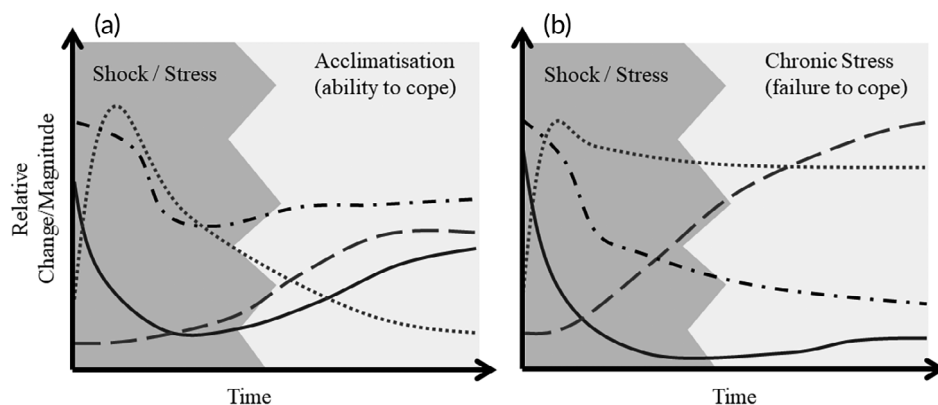 (a)
Shock / Stress
Acclimatisation
(ability to cope)
Relative
Change/Magnitude
Time
(b)
Shock / Stress
Chronic Stress
(failure to cope)
Time